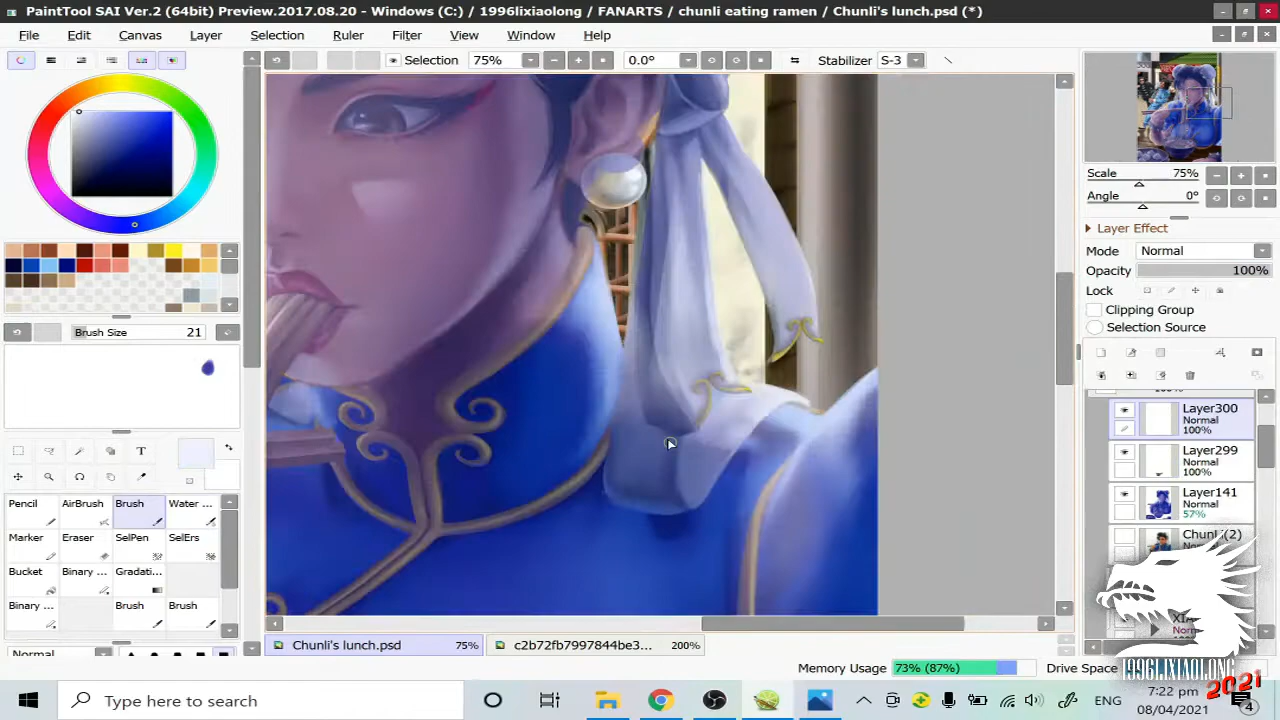 PaintTool SAI Ver.2 (64bit) Preview.2017.08.20 - Windows (C:) / 1996lixiaolong / FANARTS / chunli eating ramen / Chunli's lunch.psd (*)
File Edit Canvas Layer Selection Ruler Filter View Window Help
Selection 75% 0.0° Stabilizer S-3
Scale 75%
Angle 0°
Layer Effect
Mode Normal
Opacity 100%
Lock
Clipping Group
Selection Source
Brush Size 21
T
Pencil AirBrush Brush Water ...
Marker Eraser SelPen SelErs
Bucket Binary ... Gradati...
Binary ... Brush Brush
Normal
Layer300
Normal
100%
Layer299
Normal
100%
Layer141
Normal
57%
Chunli(2)
Chunli's lunch.psd 75% c2b72fb7997844be3... 200%
Memory Usage 73% (87%) Drive Space
1996LIXIAOLONG
2021
Type here to search
ENG
7:22 pm
08/04/2021
4